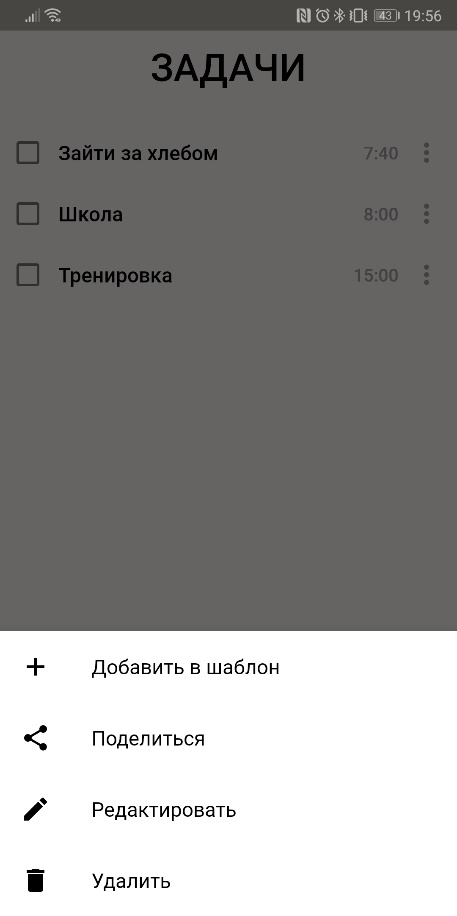 43 19:56
ЗАДАЧИ
Зайти за хлебом 7:40
Школа 8:00
Тренировка 15:00
Добавить в шаблон
Поделиться
Редактировать
Удалить